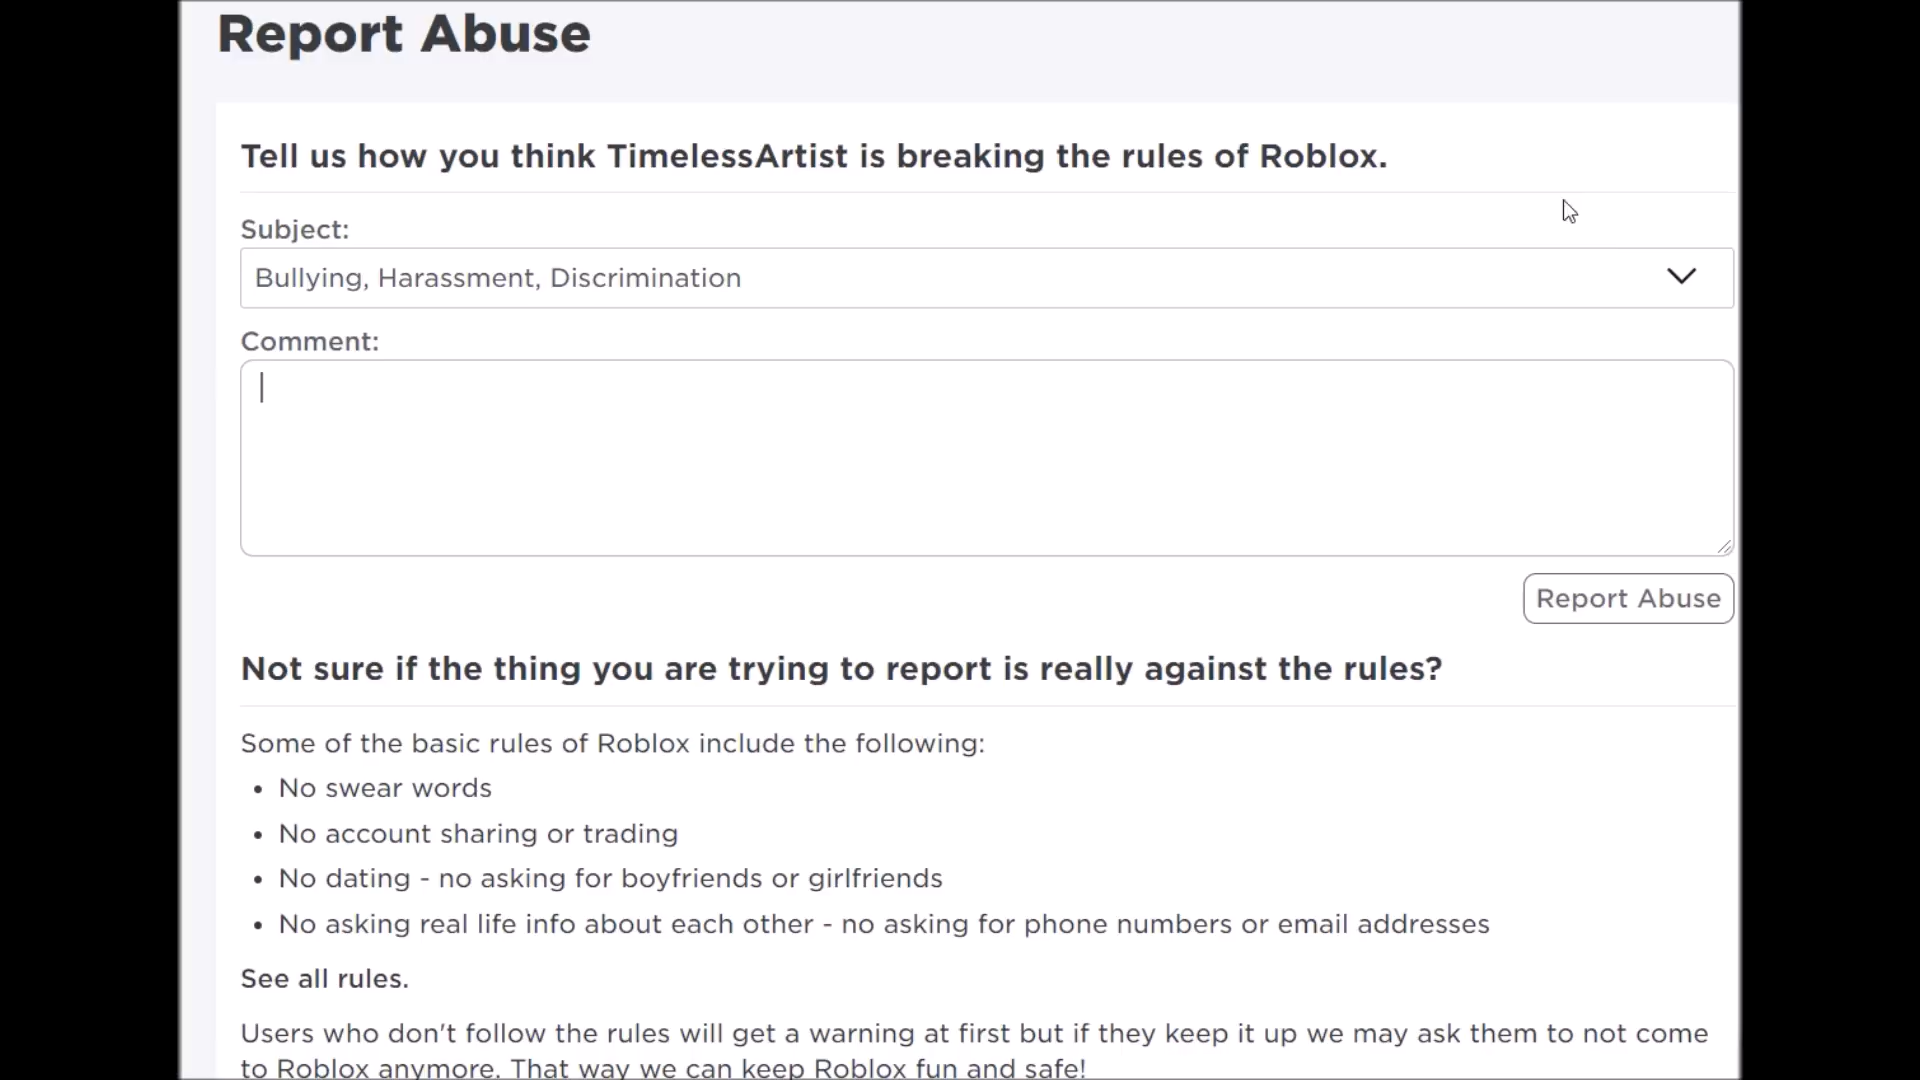 Report Abuse
Tell us how you think TimelessArtist is breaking the rules of Roblox.
Subject:
Bullying, Harassment, Discrimination
Comment:
Report Abuse
Not sure if the thing you are trying to report is really against the rules?
Some of the basic rules of Roblox include the following:
• No swear words
• No account sharing or trading
• No dating - no asking for boyfriends or girlfriends
• No asking real life info about each other - no asking for phone numbers or email addresses
See all rules.
Users who don't follow the rules will get a warning at first but if they keep it up we may ask them to not come
to Roblox anymore. That way we can keep Roblox fun and safe!